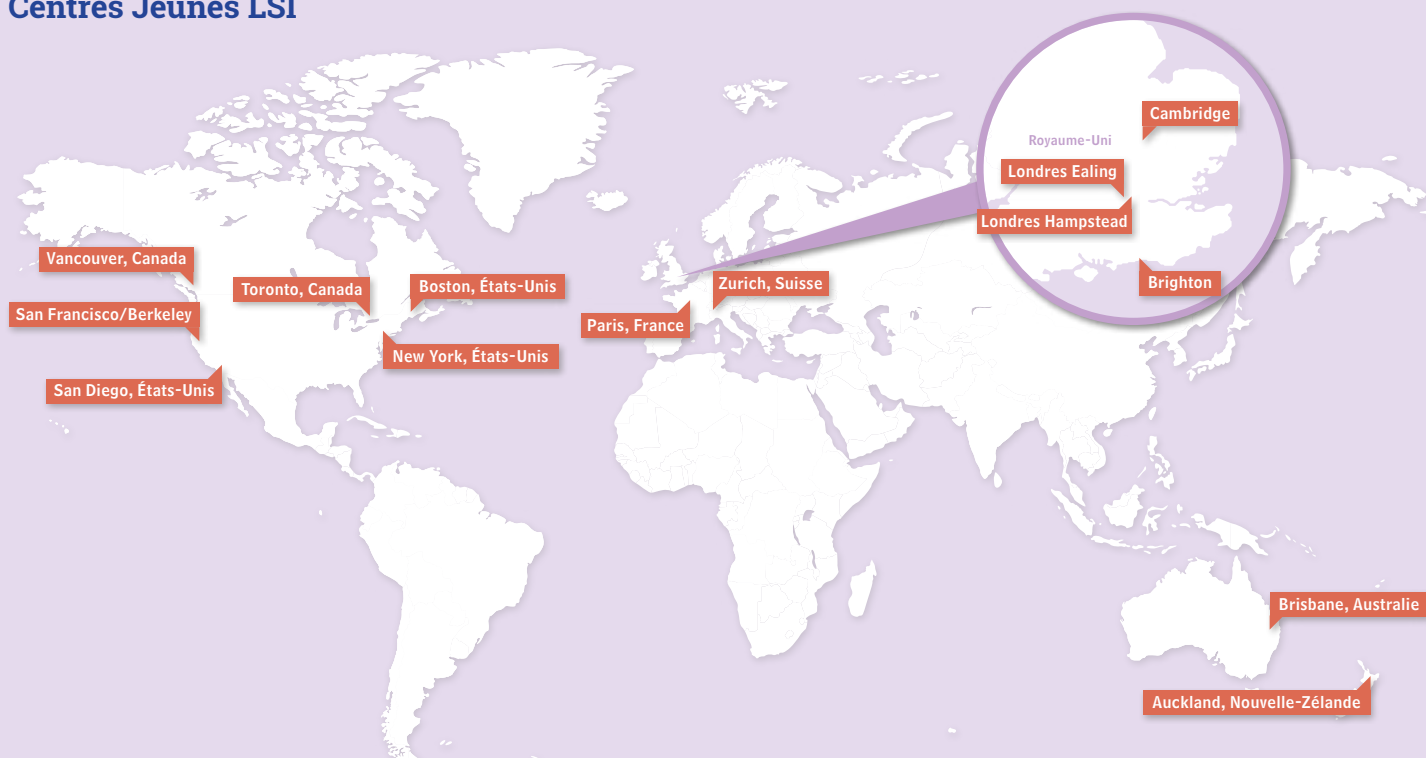 Centres Jeunes LSI
Cambridge
Royaume-Uni
Londres Ealing
Londres Hampstead
Brighton
Vancouver, Canada
Toronto, Canada
Boston, États-Unis
San Francisco/Berkeley
New York, États-Unis
San Diego, États-Unis
Zurich, Suisse
Paris, France
Brisbane, Australie
Auckland, Nouvelle-Zélande